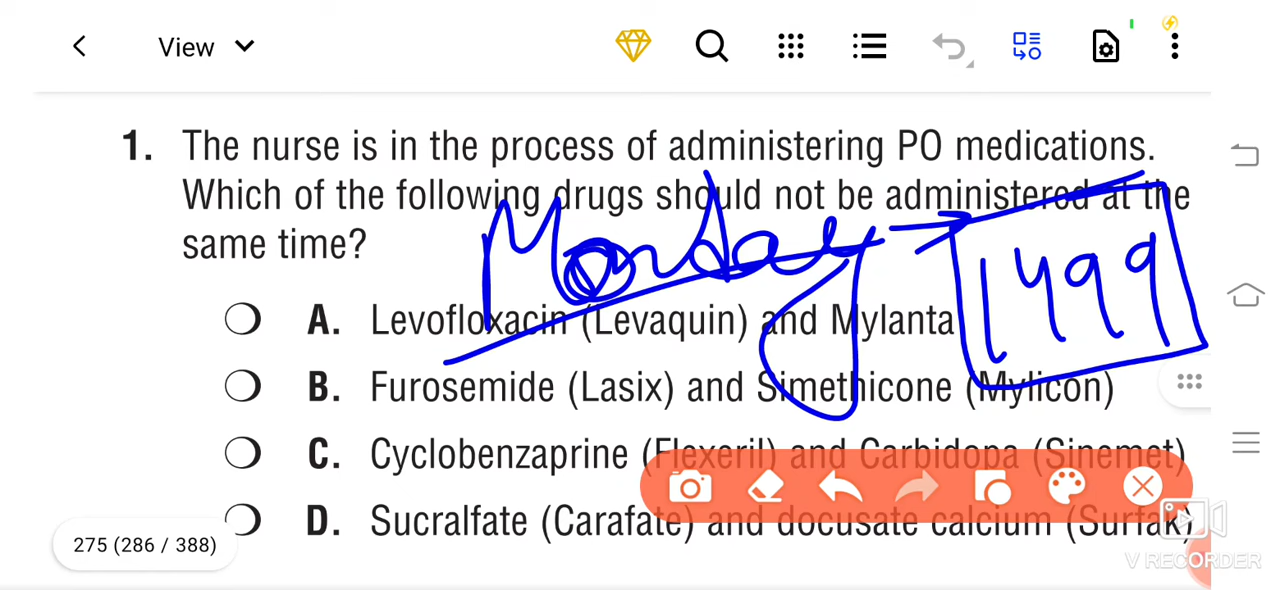 View
1. The nurse is in the process of administering PO medications.
Which of the following drugs should not be administered at the
same time?
Monday → 1499
A. Levofloxacin (Levaquin) and Mylanta
B. Furosemide (Lasix) and Simethicone (Mylicon)
C. Cyclobenzaprine (Flexeril) and Carbidopa (Sinemet)
D. Sucralfate (Carafate) and docusate calcium (Surfak)
275 (286 / 388)
V RECORDER